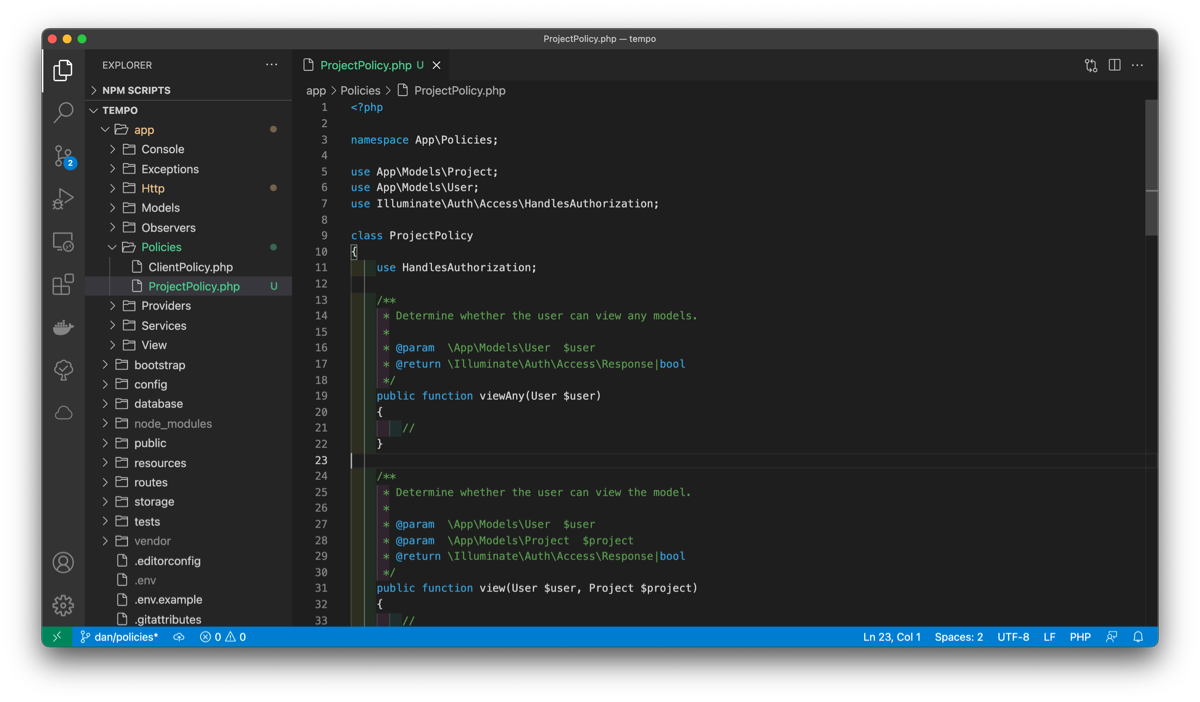 ProjectPolicy.php — tempo
EXPLORER
ProjectPolicy.php U
NPM SCRIPTS
TEMPO
app
Console
Exceptions
Http
Models
Observers
Policies
ClientPolicy.php
ProjectPolicy.php U
Providers
Services
View
bootstrap
config
database
node_modules
public
resources
routes
storage
tests
vendor
.editorconfig
.env
.env.example
.gitattributes
2
app > Policies > ProjectPolicy.php
1 <?php
2
3 namespace App\Policies;
4
5 use App\Models\Project;
6 use App\Models\User;
7 use Illuminate\Auth\Access\HandlesAuthorization;
8
9 class ProjectPolicy
10 {
11 use HandlesAuthorization;
12
13 /**
14 * Determine whether the user can view any models.
15 *
16 * @param \App\Models\User $user
17 * @return \Illuminate\Auth\Access\Response|bool
18 */
19 public function viewAny(User $user)
20 {
21 //
22 }
23
24 /**
25 * Determine whether the user can view the model.
26 *
27 * @param \App\Models\User $user
28 * @param \App\Models\Project $project
29 * @return \Illuminate\Auth\Access\Response|bool
30 */
31 public function view(User $user, Project $project)
32 {
33 //
dan/policies* 0 0 Ln 23, Col 1 Spaces: 2 UTF-8 LF PHP